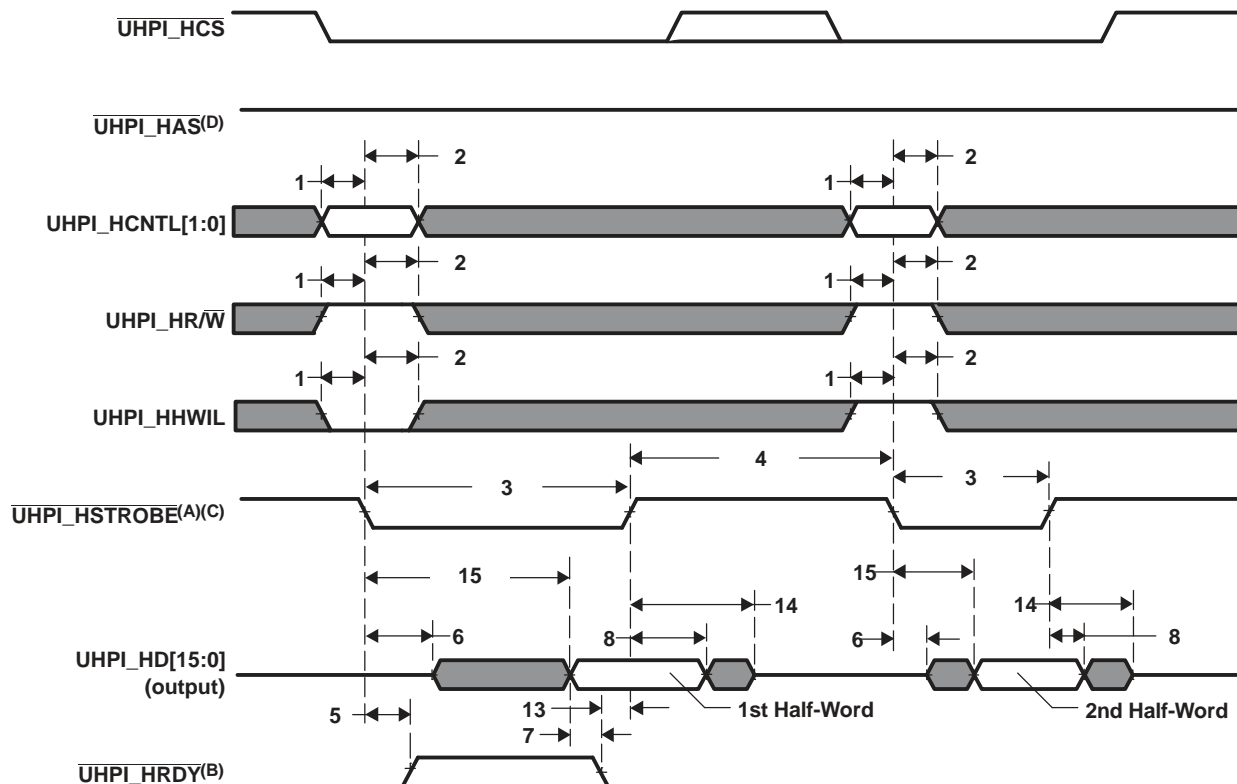 UHPI_HCS
UHPI_HAS(D)
2 2
1 1
UHPI_HCNTL[1:0]
2 2
1 1
UHPI_HR/W
2 2
1 1
UHPI_HHWIL
4
3 3
UHPI_HSTROBE(A)(C)
15 15
14 14
6 8 6 8
UHPI_HD[15:0]
(output)
5 13 1st Half-Word 2nd Half-Word
7
UHPI_HRDY(B)